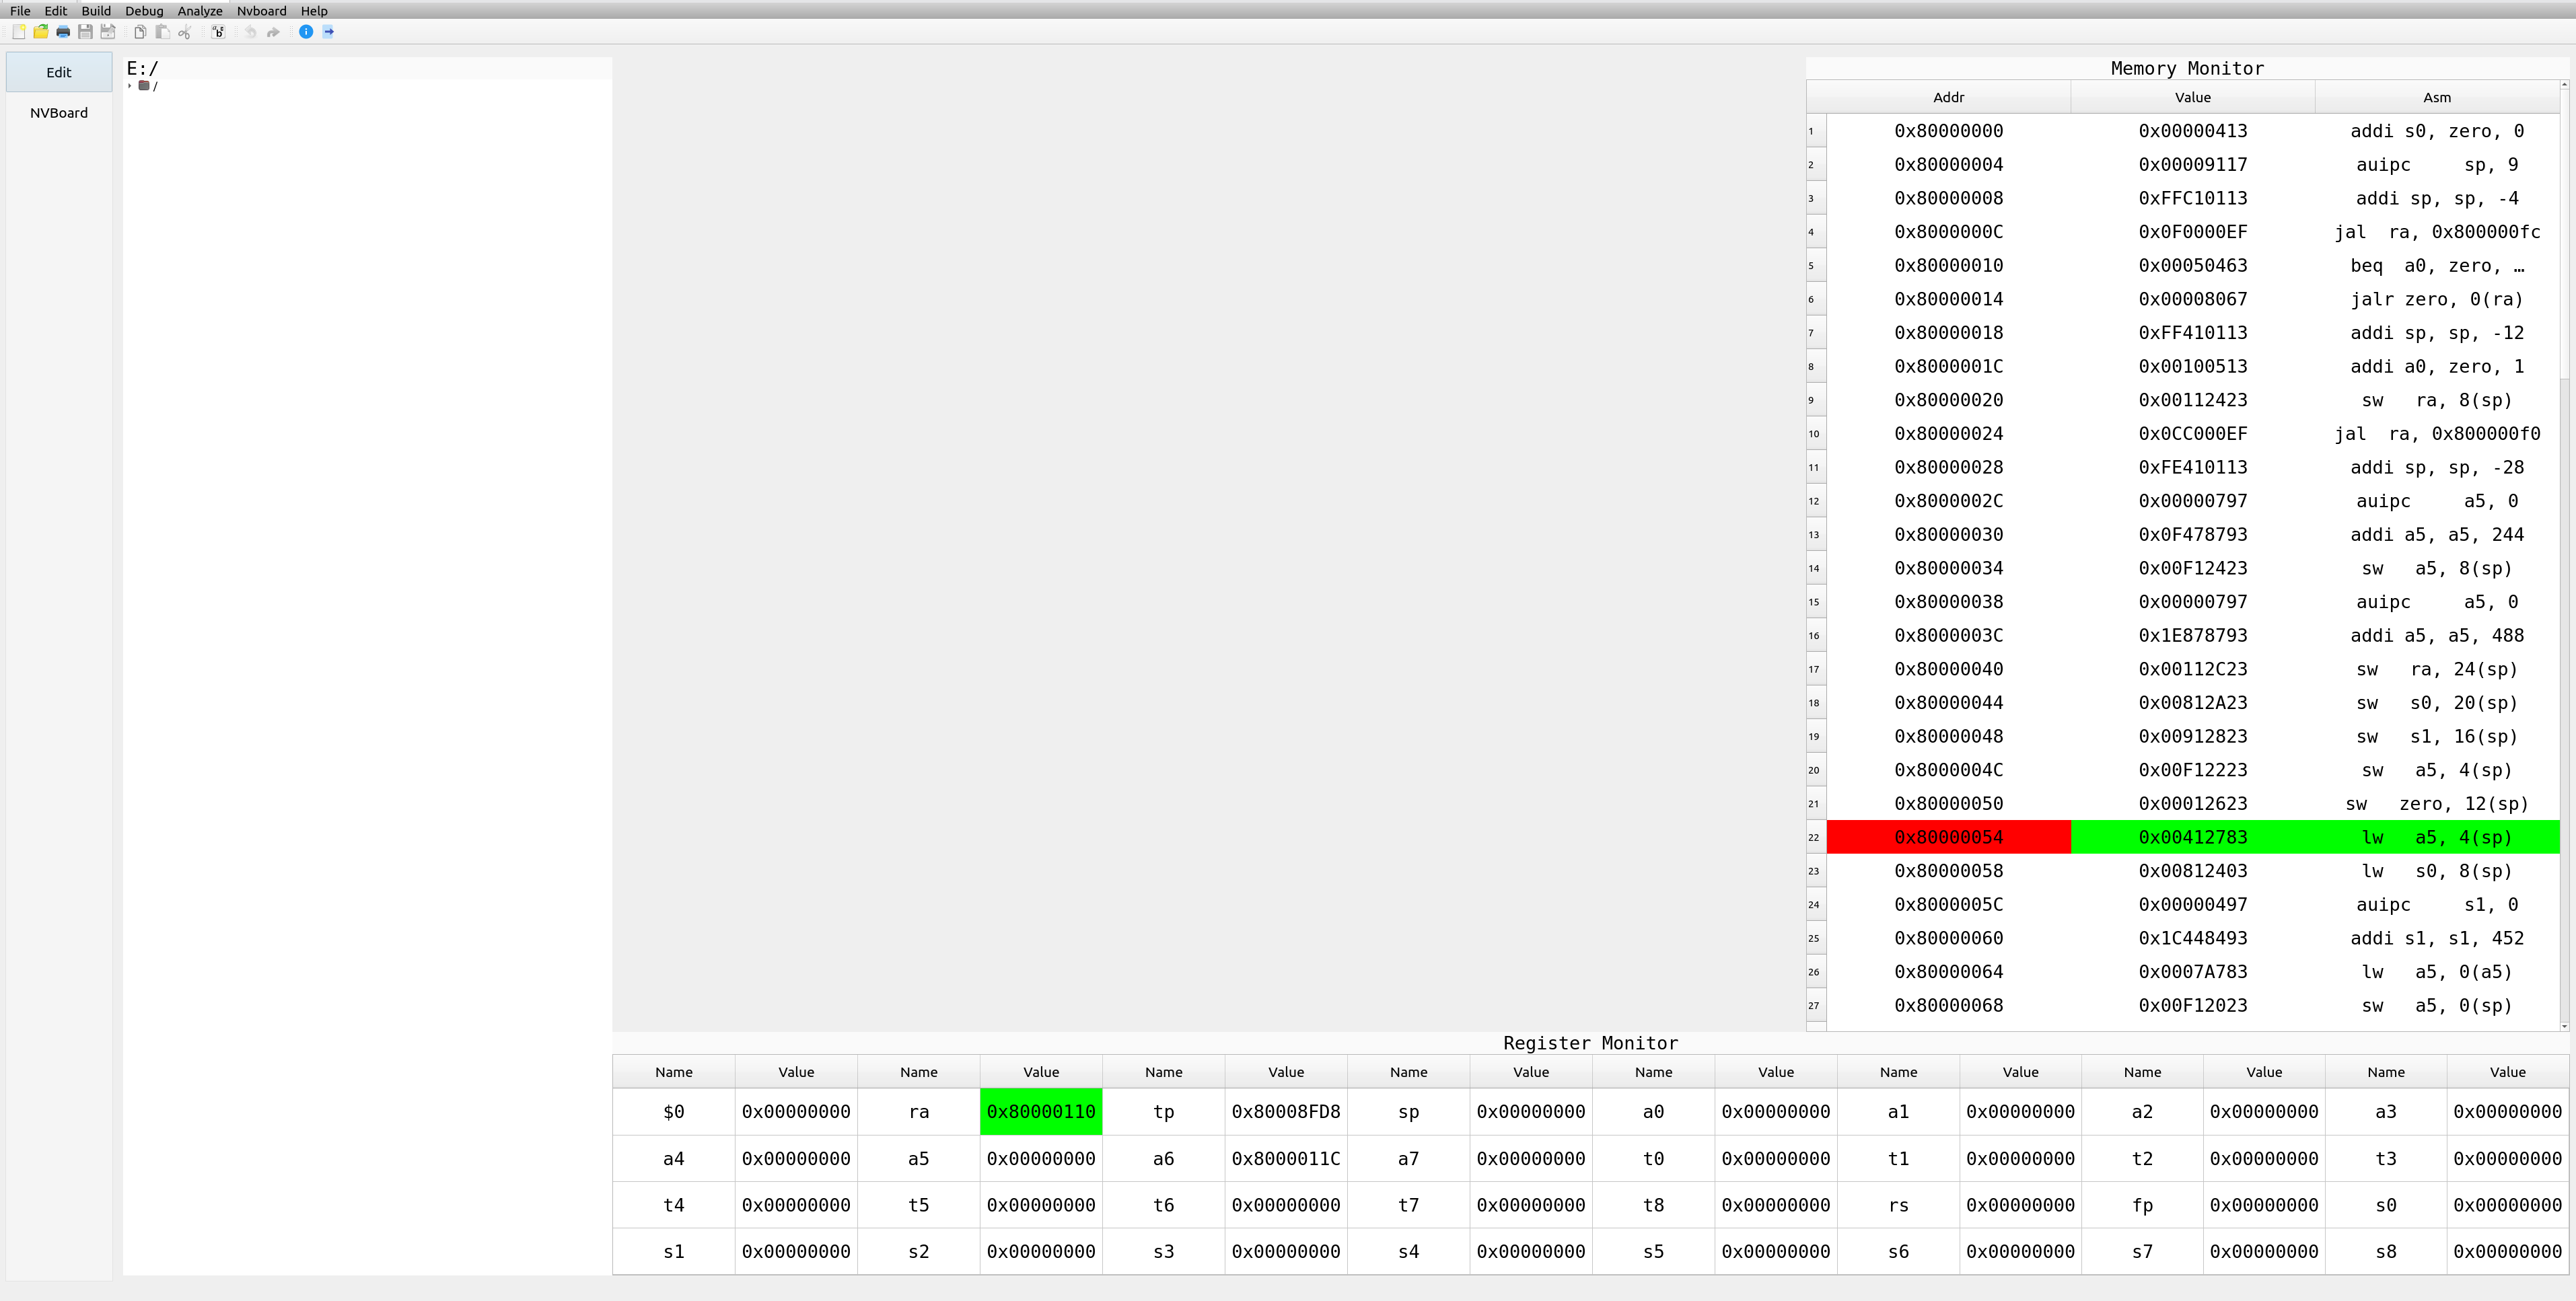 File Edit Build Debug Analyze Nvboard Help
Edit
NVBoard
E:/
/
Memory Monitor
Addr Value Asm
1 0x80000000 0x00000413 addi s0, zero, 0
2 0x80000004 0x00009117 auipc sp, 9
3 0x80000008 0xFFC10113 addi sp, sp, -4
4 0x8000000C 0x0F0000EF jal ra, 0x800000fc
5 0x80000010 0x00050463 beq a0, zero, …
6 0x80000014 0x00008067 jalr zero, 0(ra)
7 0x80000018 0xFF410113 addi sp, sp, -12
8 0x8000001C 0x00100513 addi a0, zero, 1
9 0x80000020 0x00112423 sw ra, 8(sp)
10 0x80000024 0x0CC000EF jal ra, 0x800000f0
11 0x80000028 0xFE410113 addi sp, sp, -28
12 0x8000002C 0x00000797 auipc a5, 0
13 0x80000030 0x0F478793 addi a5, a5, 244
14 0x80000034 0x00F12423 sw a5, 8(sp)
15 0x80000038 0x00000797 auipc a5, 0
16 0x8000003C 0x1E878793 addi a5, a5, 488
17 0x80000040 0x00112C23 sw ra, 24(sp)
18 0x80000044 0x00812A23 sw s0, 20(sp)
19 0x80000048 0x00912823 sw s1, 16(sp)
20 0x8000004C 0x00F12223 sw a5, 4(sp)
21 0x80000050 0x00012623 sw zero, 12(sp)
22 0x80000054 0x00412783 lw a5, 4(sp)
23 0x80000058 0x00812403 lw s0, 8(sp)
24 0x8000005C 0x00000497 auipc s1, 0
25 0x80000060 0x1C448493 addi s1, s1, 452
26 0x80000064 0x0007A783 lw a5, 0(a5)
27 0x80000068 0x00F12023 sw a5, 0(sp)
Register Monitor
Name Value Name Value Name Value Name Value Name Value Name Value Name Value Name Value
$0 0x00000000 ra 0x80000110 tp 0x80008FD8 sp 0x00000000 a0 0x00000000 a1 0x00000000 a2 0x00000000 a3 0x00000000
a4 0x00000000 a5 0x00000000 a6 0x8000011C a7 0x00000000 t0 0x00000000 t1 0x00000000 t2 0x00000000 t3 0x00000000
t4 0x00000000 t5 0x00000000 t6 0x00000000 t7 0x00000000 t8 0x00000000 rs 0x00000000 fp 0x00000000 s0 0x00000000
s1 0x00000000 s2 0x00000000 s3 0x00000000 s4 0x00000000 s5 0x00000000 s6 0x00000000 s7 0x00000000 s8 0x00000000